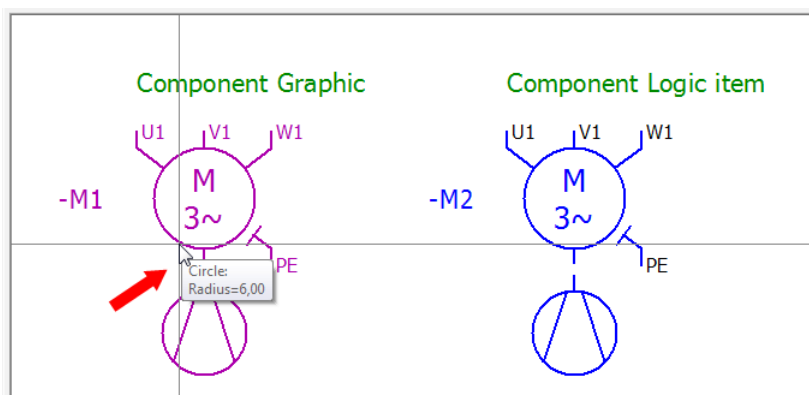 Component Graphic
Component Logic item
U1 V1 W1
U1 V1 W1
-M1
M
3~
-M2
M
3~
PE
PE
Circle:
Radius=6,00